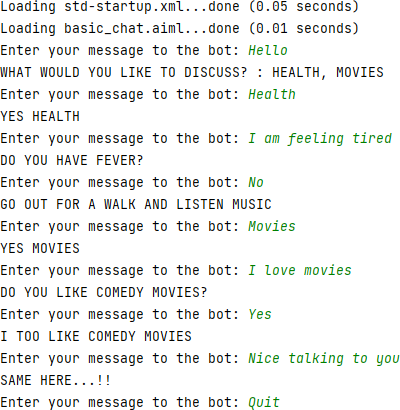 Loading std-startup.xml...done (0.05 seconds)
Loading basic_chat.aiml...done (0.01 seconds)
Enter your message to the bot: Hello
WHAT WOULD YOU LIKE TO DISCUSS? : HEALTH, MOVIES
Enter your message to the bot: Health
YES HEALTH
Enter your message to the bot: I am feeling tired
DO YOU HAVE FEVER?
Enter your message to the bot: No
GO OUT FOR A WALK AND LISTEN MUSIC
Enter your message to the bot: Movies
YES MOVIES
Enter your message to the bot: I love movies
DO YOU LIKE COMEDY MOVIES?
Enter your message to the bot: Yes
I TOO LIKE COMEDY MOVIES
Enter your message to the bot: Nice talking to you
SAME HERE...!!
Enter your message to the bot: Quit